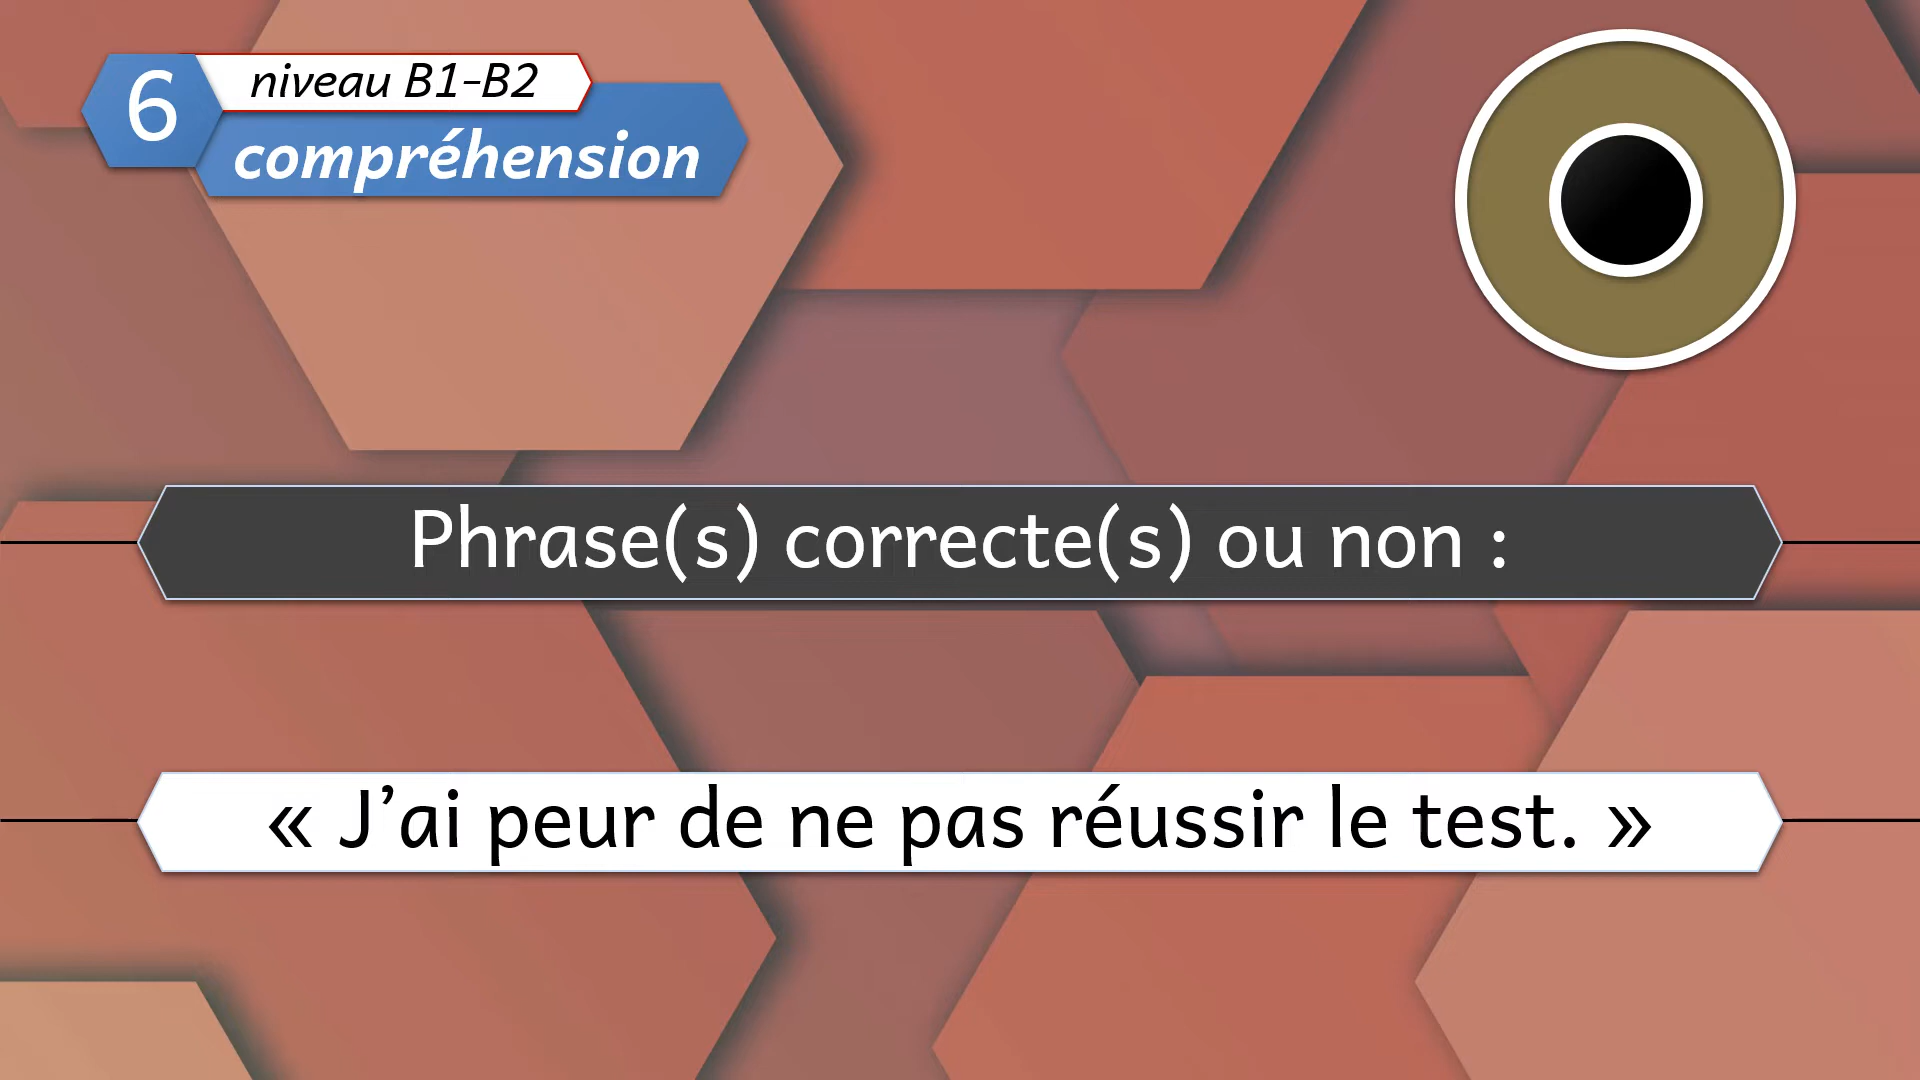 6
niveau B1-B2
compréhension
Phrase(s) correcte(s) ou non :
« J’ai peur de ne pas réussir le test. »